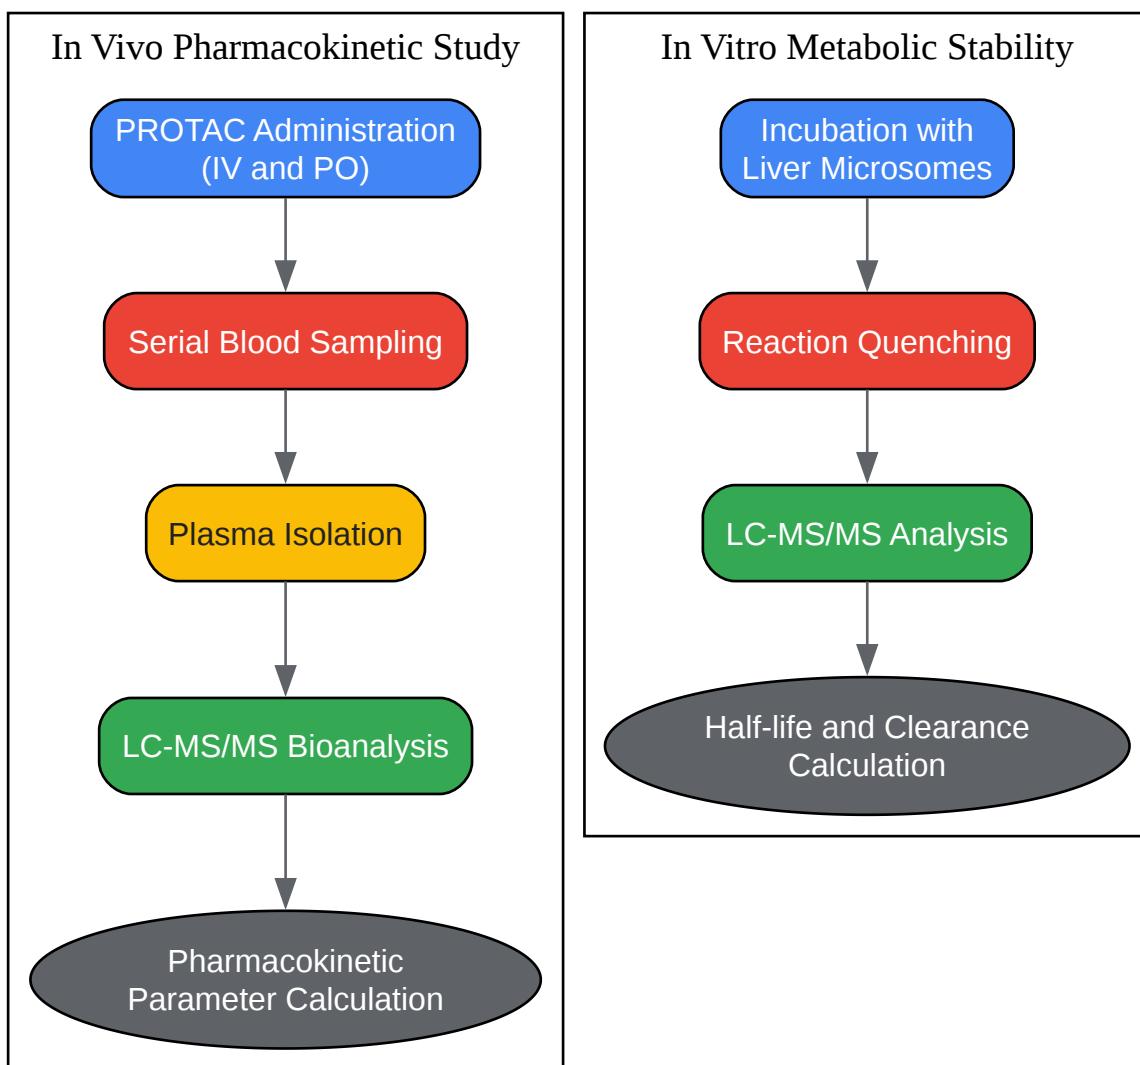 In Vivo Pharmacokinetic Study
PROTAC Administration
(IV and PO)
Serial Blood Sampling
Plasma Isolation
LC-MS/MS Bioanalysis
Pharmacokinetic
Parameter Calculation
In Vitro Metabolic Stability
Incubation with
Liver Microsomes
Reaction Quenching
LC-MS/MS Analysis
Half-life and Clearance
Calculation